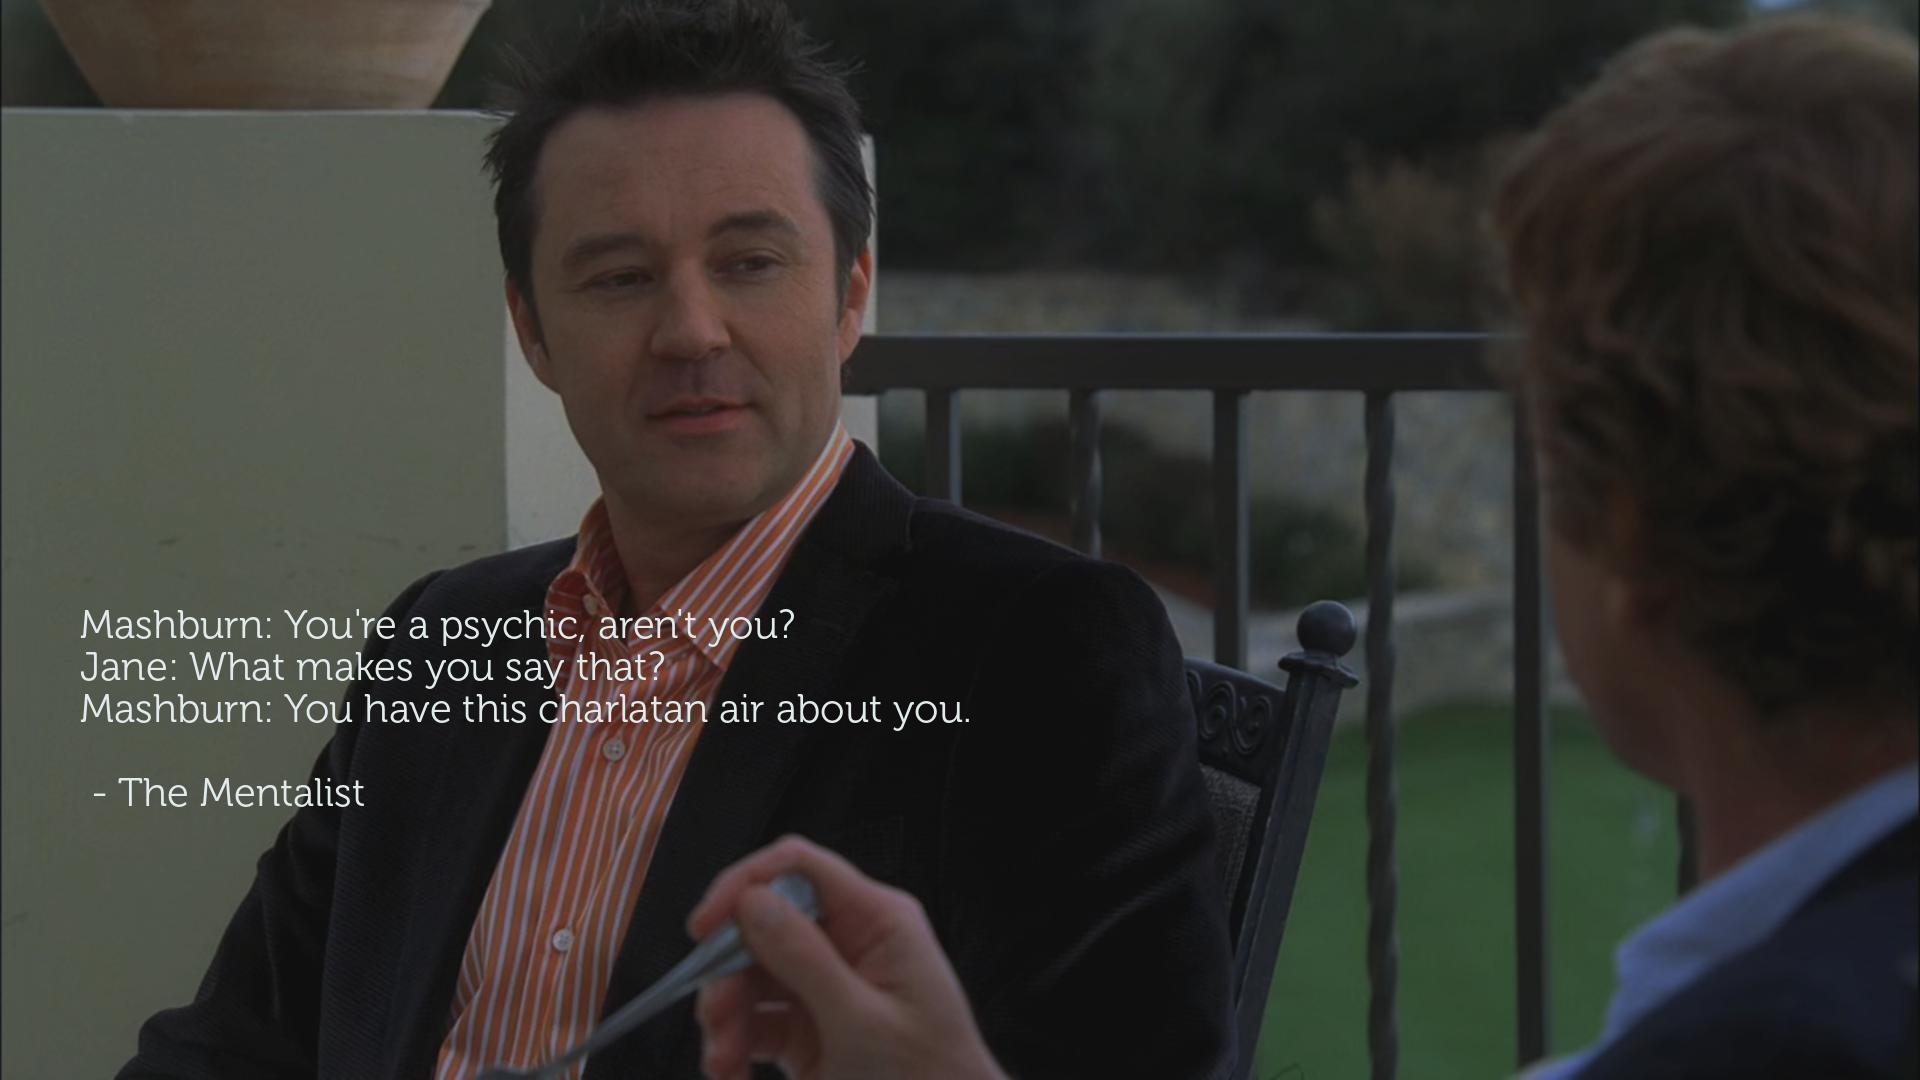 Mashburn: You're a psychic, aren't you?
Jane: What makes you say that?
Mashburn: You have this charlatan air about you.
- The Mentalist